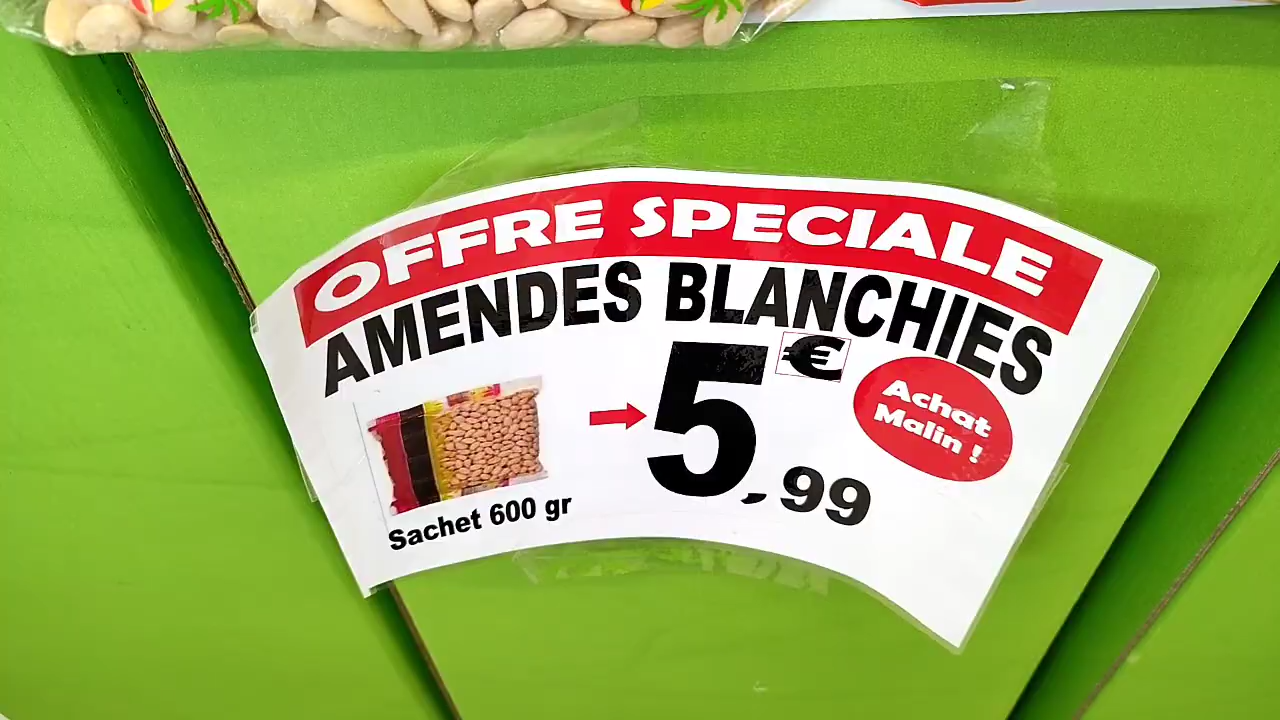 OFFRE SPECIALE
AMENDES BLANCHIES
5€,99
Achat
Malin !
Sachet 600 gr